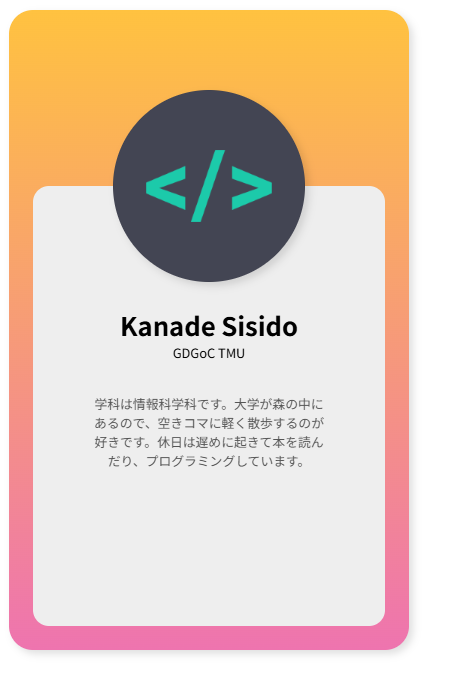 </>
Kanade Sisido
GDGoC TMU
学科は情報科学科です。大学が森の中に
あるので、空きコマに軽く散歩するのが
好きです。休日は遅めに起きて本を読ん
だり、プログラミングしています。